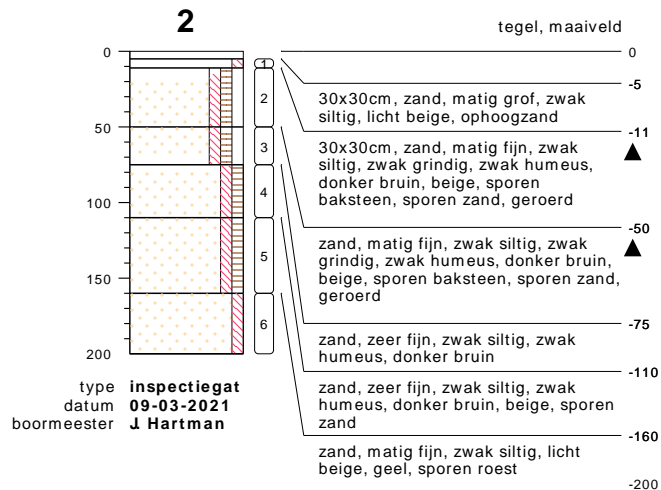 2
tegel, maaiveld
0
50
100
150
200
1
2
3
4
5
6
0
-5
30x30cm, zand, matig grof, zwak
siltig, licht beige, ophoogzand
-11
30x30cm, zand, matig fijn, zwak
siltig, zwak grindig, zwak humeus,
donker bruin, beige, sporen
baksteen, sporen zand, geroerd
-50
zand, matig fijn, zwak siltig, zwak
grindig, zwak humeus, donker bruin,
beige, sporen baksteen, sporen zand,
geroerd
-75
zand, zeer fijn, zwak siltig, zwak
humeus, donker bruin
-110
zand, zeer fijn, zwak siltig, zwak
humeus, donker bruin, beige, sporen
zand
-160
zand, matig fijn, zwak siltig, licht
beige, geel, sporen roest
-200
type inspectiegat
datum 09-03-2021
boormeester J. Hartman